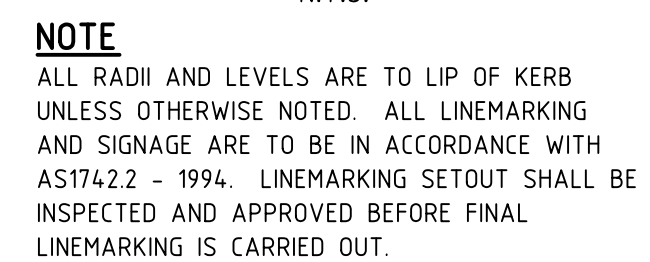 NOTE
ALL RADII AND LEVELS ARE TO LIP OF KERB
UNLESS OTHERWISE NOTED. ALL LINEMARKING
AND SIGNAGE ARE TO BE IN ACCORDANCE WITH
AS1742.2 - 1994. LINEMARKING SETOUT SHALL BE
INSPECTED AND APPROVED BEFORE FINAL
LINEMARKING IS CARRIED OUT.